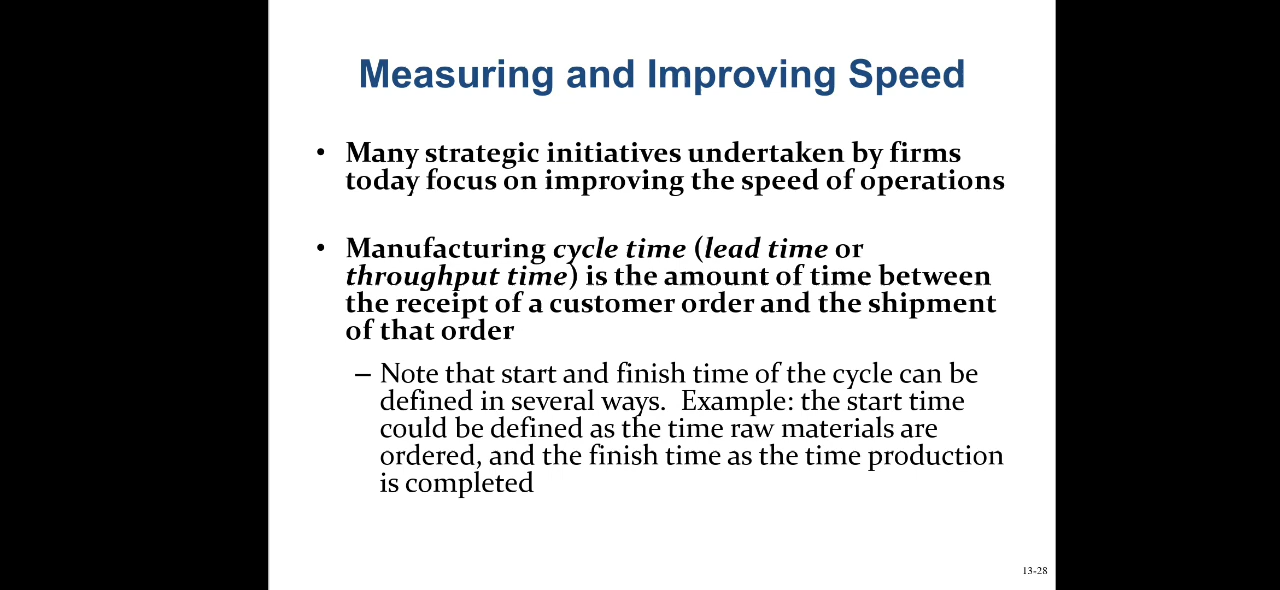 Measuring and Improving Speed
• Many strategic initiatives undertaken by firms
today focus on improving the speed of operations
• Manufacturing cycle time (lead time or
throughput time) is the amount of time between
the receipt of a customer order and the shipment
of that order
– Note that start and finish time of the cycle can be
defined in several ways.  Example: the start time
could be defined as the time raw materials are
ordered, and the finish time as the time production
is completed
13-28